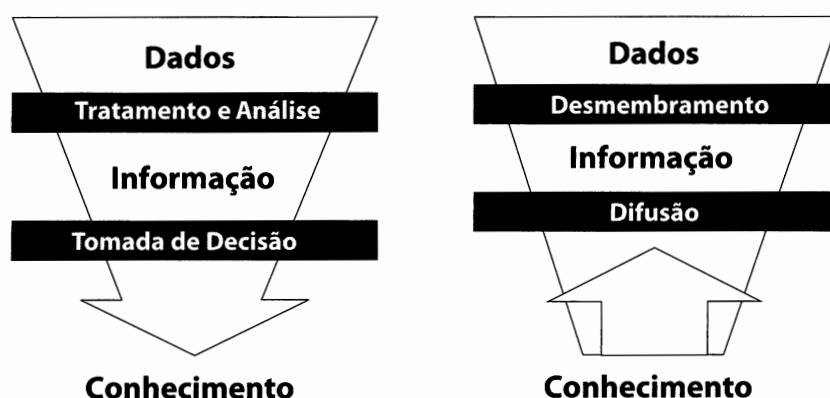 Dados
Tratamento e Análise
Informação
Tomada de Decisão
Conhecimento
Dados
Desmembramento
Informação
Difusão
Conhecimento